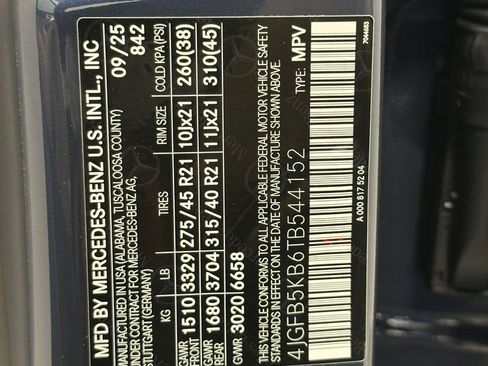 MFD BY MERCEDES-BENZ U.S. INTL., INC
MANUFACTURED IN USA (ALABAMA, TUSCALOOSA COUNTY)
UNDER CONTRACT FOR MERCEDES-BENZ AG,
STUTTGART (GERMANY)
09/25
842
KG LB TIRES RIM SIZE COLD KPA(PSI)
GAWR FRONT 1510 3329 275/45 R21 10Jx21 260(38)
GAWR REAR 1680 3704 315/40 R21 11Jx21 310(45)
GVWR 3020 6658
THIS VEHICLE CONFORMS TO ALL APPLICABLE FEDERAL MOTOR VEHICLE SAFETY
STANDARDS IN EFFECT ON THE DATE OF MANUFACTURE SHOWN ABOVE.
TYPE: MPV
4JGFB5KB6TB544152
A 000 817 52 04